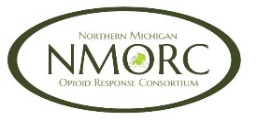 Northern Michigan
NMORC
Opioid Response Consortium